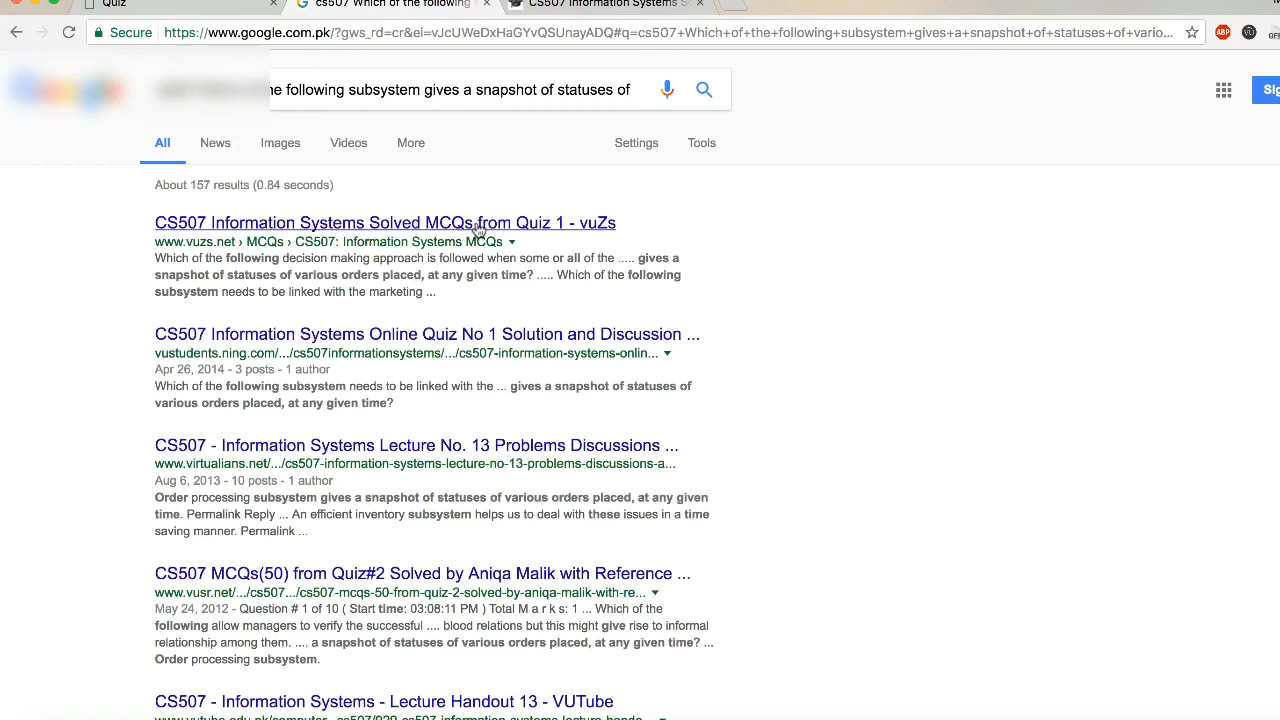 Quiz
cs507 Which of the following
CS507 Information Systems S
Secure
https://www.google.com.pk/?gws_rd=cr&ei=vJcUWeDxHaGYvQSUnayADQ#q=cs507+Which+of+the+following+subsystem+gives+a+snapshot+of+statuses+of+vario...
ABP
following subsystem gives a snapshot of statuses of
All News Images Videos More Settings Tools
About 157 results (0.84 seconds)
CS507 Information Systems Solved MCQs from Quiz 1 - vuZs
www.vuzs.net › MCQs › CS507: Information Systems MCQs
Which of the following decision making approach is followed when some or all of the ..... gives a
snapshot of statuses of various orders placed, at any given time? ..... Which of the following
subsystem needs to be linked with the marketing ...
CS507 Information Systems Online Quiz No 1 Solution and Discussion ...
vustudents.ning.com/.../cs507informationsystems/.../cs507-information-systems-onlin...
Apr 26, 2014 - 3 posts - 1 author
Which of the following subsystem needs to be linked with the ... gives a snapshot of statuses of
various orders placed, at any given time?
CS507 - Information Systems Lecture No. 13 Problems Discussions ...
www.virtualians.net/.../cs507-information-systems-lecture-no-13-problems-discussions-a...
Aug 6, 2013 - 10 posts - 1 author
Order processing subsystem gives a snapshot of statuses of various orders placed, at any given
time. Permalink Reply ... An efficient inventory subsystem helps us to deal with these issues in a time
saving manner. Permalink ...
CS507 MCQs(50) from Quiz#2 Solved by Aniqa Malik with Reference ...
www.vusr.net/.../cs507.../cs507-mcqs-50-from-quiz-2-solved-by-aniqa-malik-with-re...
May 24, 2012 - Question # 1 of 10 ( Start time: 03:08:11 PM ) Total M a r k s: 1 ... Which of the
following allow managers to verify the successful .... blood relations but this might give rise to informal
relationship among them. .... a snapshot of statuses of various orders placed, at any given time? ...
Order processing subsystem.
CS507 - Information Systems - Lecture Handout 13 - VUTube